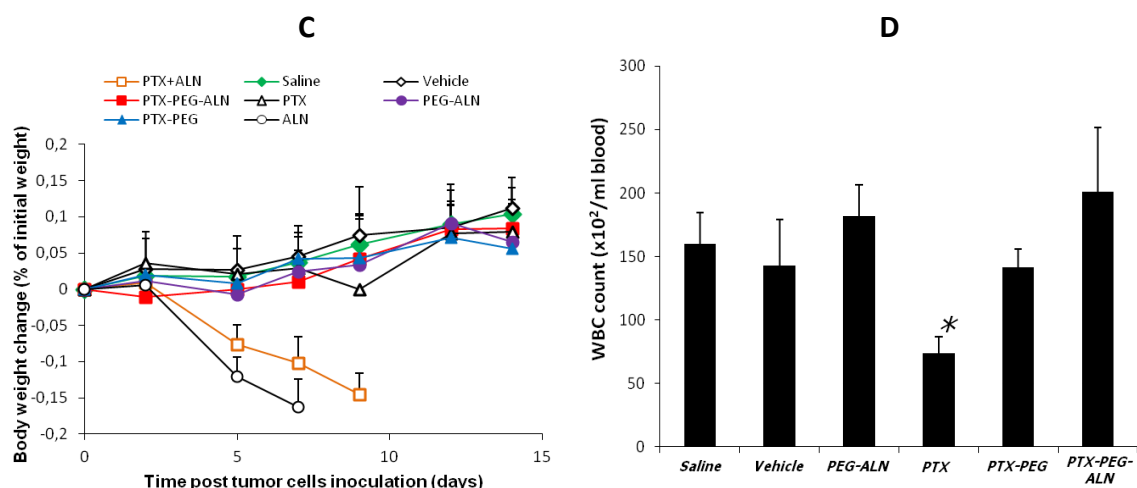 C
PTX+ALN Saline Vehicle
PTX-PEG-ALN PTX PEG-ALN
PTX-PEG ALN
Body weight change (% of initial weight)
0,2
0,15
0,1
0,05
0
-0,05
-0,1
-0,15
-0,2
0 5 10 15
Time post tumor cells inoculation (days)
D
WBC count (x10²/ml blood)
300
250
200
150
100
50
0
*
Saline Vehicle PEG-ALN PTX PTX-PEG PTX-PEG-
ALN